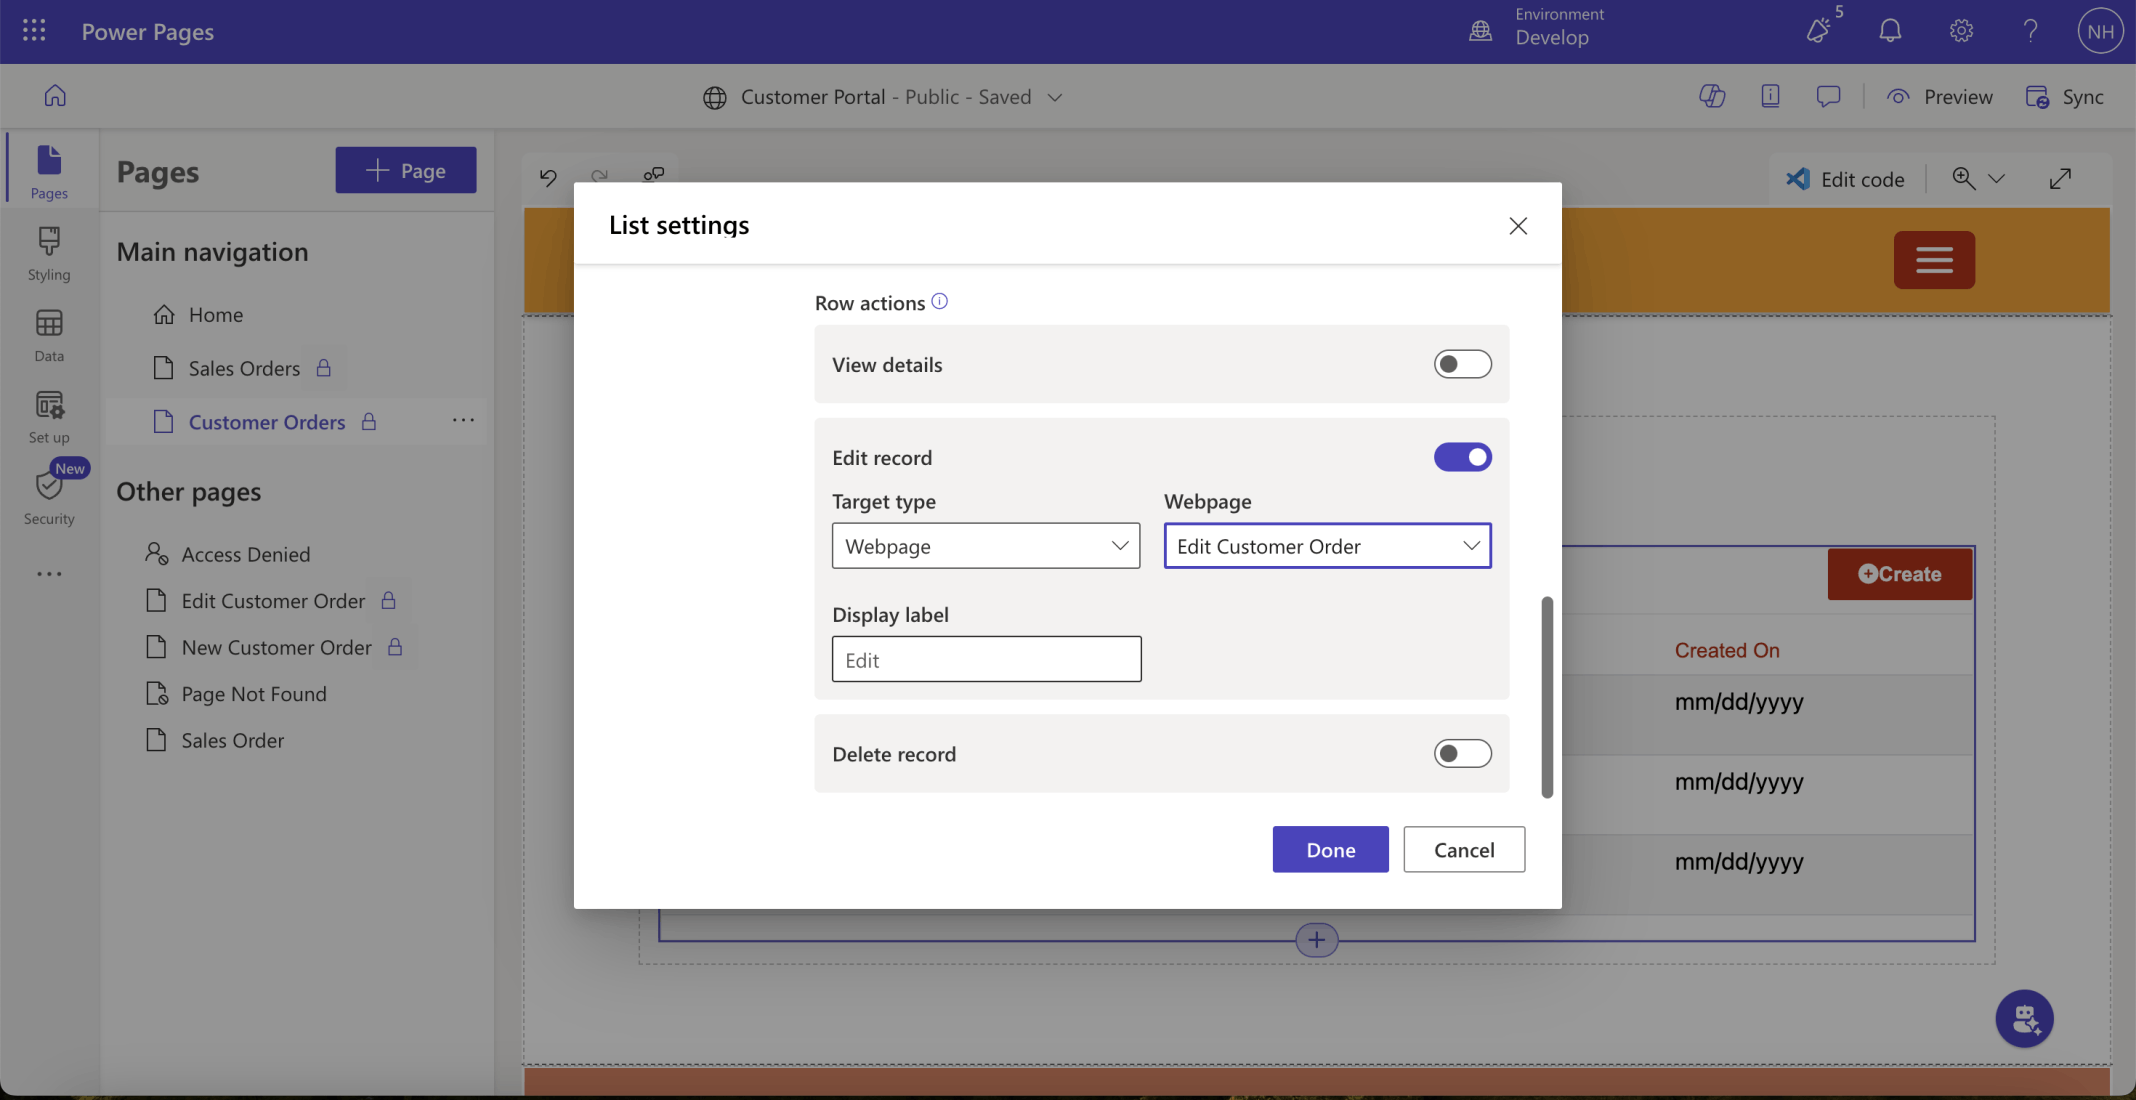 Power Pages
Environment
Develop
5
NH
Customer Portal - Public - Saved
Preview
Sync
Pages
Styling
Data
Set up
New
Security
Pages
Page
Main navigation
Home
Sales Orders
Customer Orders
Other pages
Access Denied
Edit Customer Order
New Customer Order
Page Not Found
Sales Order
Edit code
List settings
Row actions
View details
Edit record
Target type
Webpage
Webpage
Edit Customer Order
Display label
Edit
Delete record
Done
Cancel
Create
Created On
mm/dd/yyyy
mm/dd/yyyy
mm/dd/yyyy